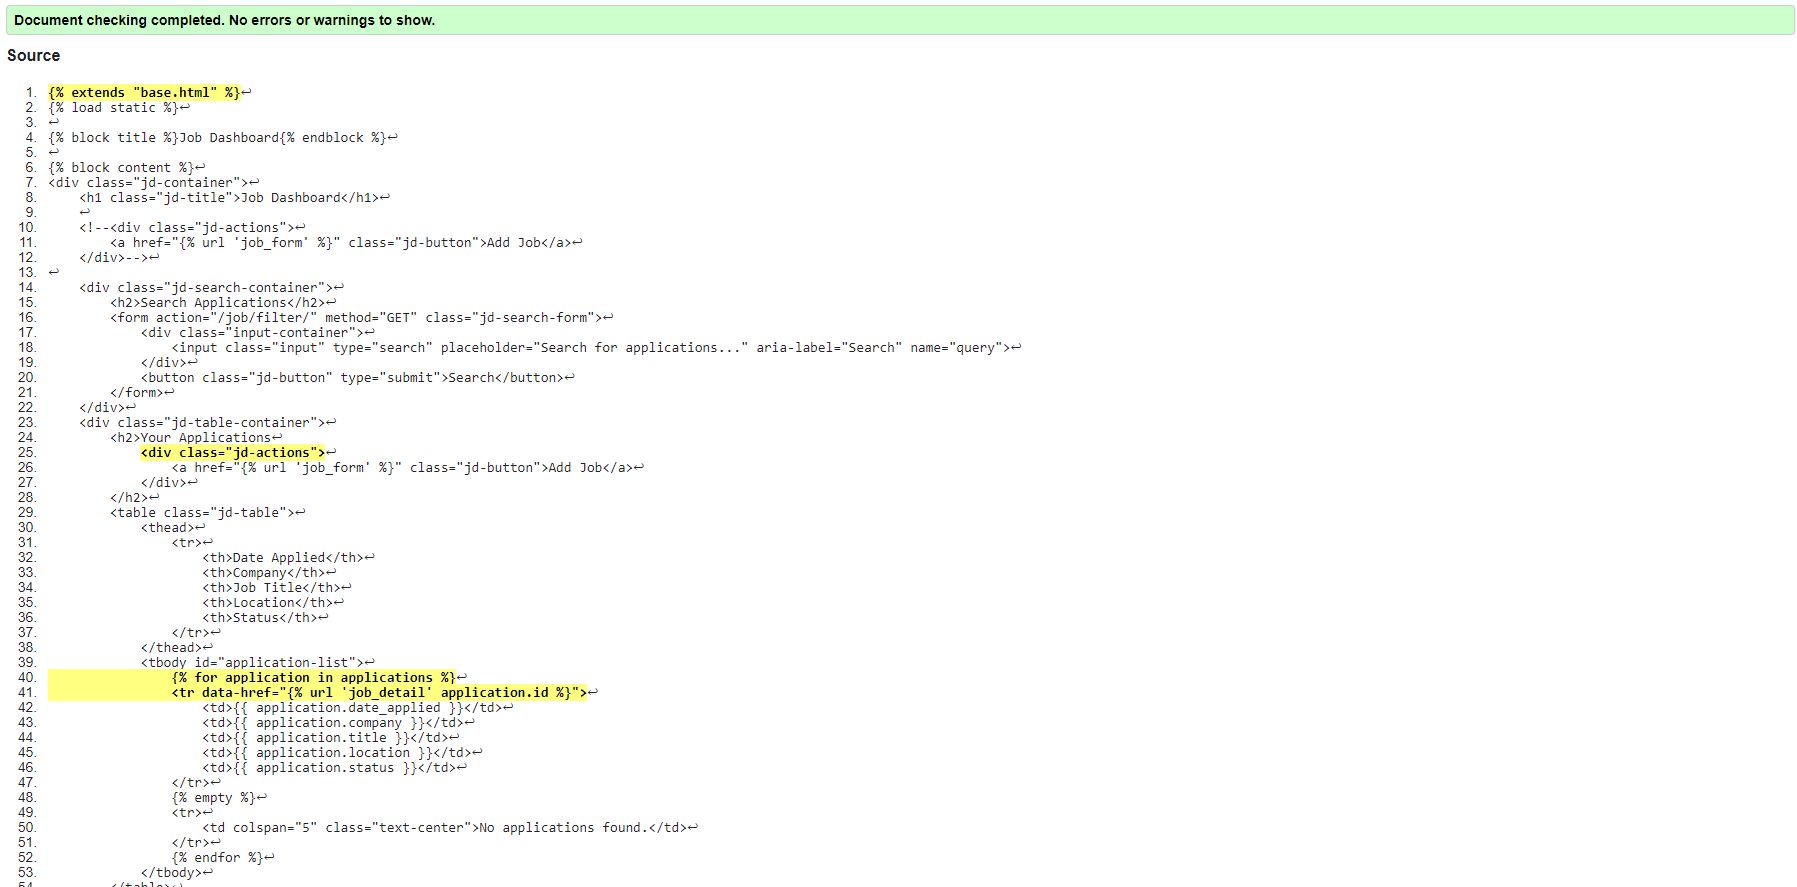 Document checking completed. No errors or warnings to show.
Source
1. {% extends "base.html" %}↩
2. {% load static %}↩
3. ↩
4. {% block title %}Job Dashboard{% endblock %}↩
5. ↩
6. {% block content %}↩
7. <div class="jd-container">↩
8. <h1 class="jd-title">Job Dashboard</h1>↩
9. ↩
10. <!--<div class="jd-actions">↩
11. <a href="{% url 'job_form' %}" class="jd-button">Add Job</a>↩
12. </div>-->↩
13. ↩
14. <div class="jd-search-container">↩
15. <h2>Search Applications</h2>↩
16. <form action="/job/filter/" method="GET" class="jd-search-form">↩
17. <div class="input-container">↩
18. <input class="input" type="search" placeholder="Search for applications..." aria-label="Search" name="query">↩
19. </div>↩
20. <button class="jd-button" type="submit">Search</button>↩
21. </form>↩
22. </div>↩
23. <div class="jd-table-container">↩
24. <h2>Your Applications↩
25. <div class="jd-actions">↩
26. <a href="{% url 'job_form' %}" class="jd-button">Add Job</a>↩
27. </div>↩
28. </h2>↩
29. <table class="jd-table">↩
30. <thead>↩
31. <tr>↩
32. <th>Date Applied</th>↩
33. <th>Company</th>↩
34. <th>Job Title</th>↩
35. <th>Location</th>↩
36. <th>Status</th>↩
37. </tr>↩
38. </thead>↩
39. <tbody id="application-list">↩
40. {% for application in applications %}↩
41. <tr data-href="{% url 'job_detail' application.id %}">↩
42. <td>{{ application.date_applied }}</td>↩
43. <td>{{ application.company }}</td>↩
44. <td>{{ application.title }}</td>↩
45. <td>{{ application.location }}</td>↩
46. <td>{{ application.status }}</td>↩
47. </tr>↩
48. {% empty %}↩
49. <tr>↩
50. <td colspan="5" class="text-center">No applications found.</td>↩
51. </tr>↩
52. {% endfor %}↩
53. </tbody>↩
54. </table>↩